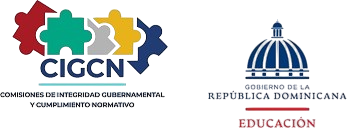 CIGCN
COMISIONES DE INTEGRIDAD GUBERNAMENTAL
Y CUMPLIMIENTO NORMATIVO
GOBIERNO DE LA
REPÚBLICA DOMINICANA
EDUCACIÓN